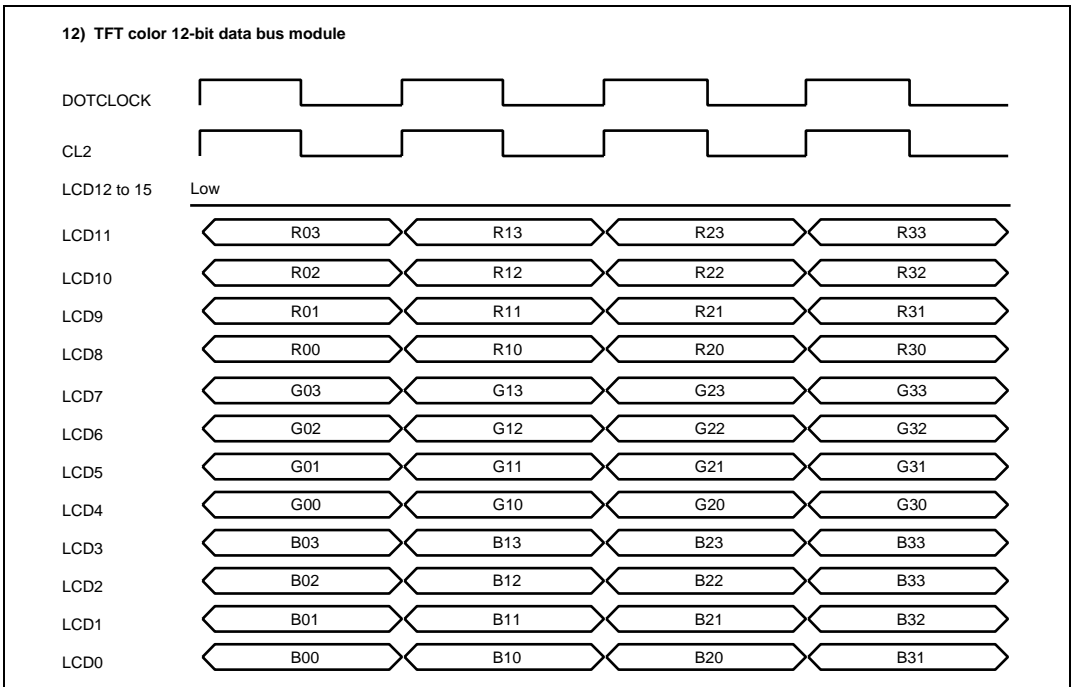 12) TFT color 12-bit data bus module
DOTCLOCK
CL2
LCD12 to 15 Low
LCD11 R03 R13 R23 R33
LCD10 R02 R12 R22 R32
LCD9 R01 R11 R21 R31
LCD8 R00 R10 R20 R30
LCD7 G03 G13 G23 G33
LCD6 G02 G12 G22 G32
LCD5 G01 G11 G21 G31
LCD4 G00 G10 G20 G30
LCD3 B03 B13 B23 B33
LCD2 B02 B12 B22 B33
LCD1 B01 B11 B21 B32
LCD0 B00 B10 B20 B31